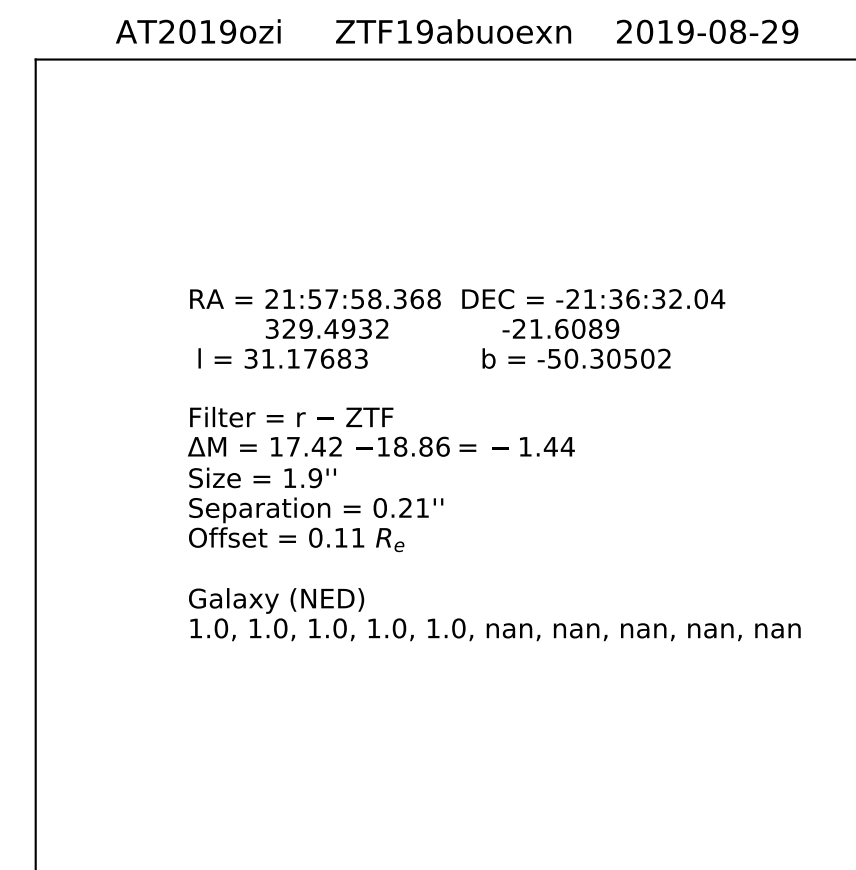 AT2019ozi ZTF19abuoexn 2019-08-29
RA = 21:57:58.368 DEC = -21:36:32.04
329.4932 -21.6089
l = 31.17683 b = -50.30502
Filter = r − ZTF
ΔM = 17.42 −18.86 = − 1.44
Size = 1.9''
Separation = 0.21''
Offset = 0.11 Re
Galaxy (NED)
1.0, 1.0, 1.0, 1.0, 1.0, nan, nan, nan, nan, nan